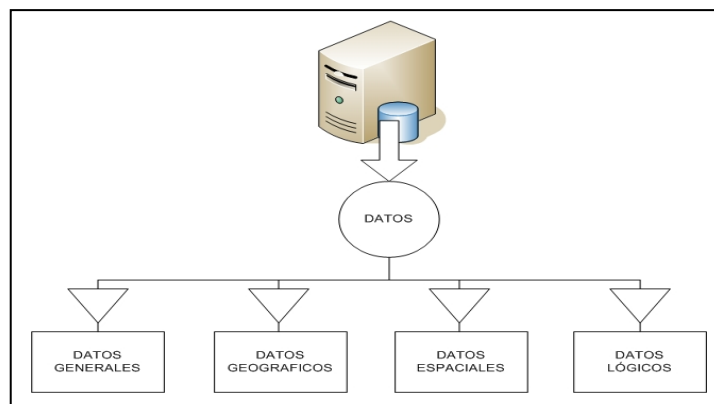 DATOS
DATOS
GENERALES
DATOS
GEOGRAFICOS
DATOS
ESPACIALES
DATOS
LÓGICOS